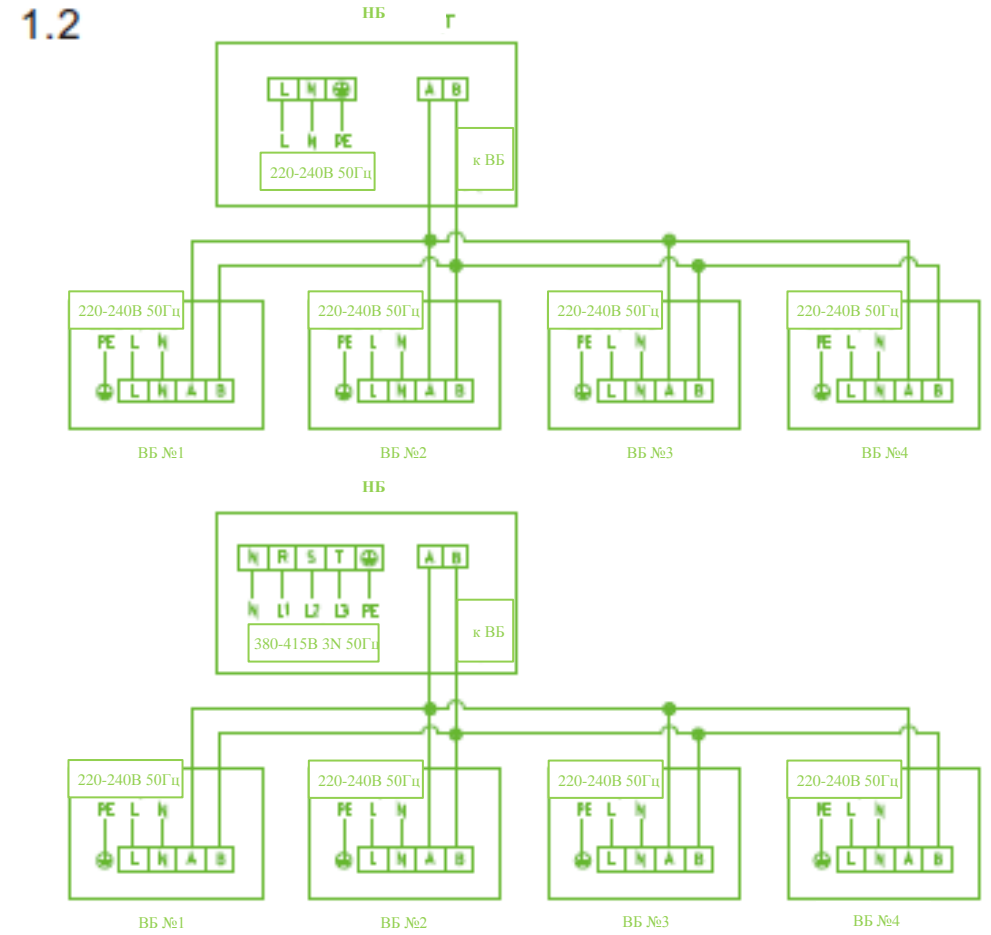 1.2
НБ
г
L N A B
L N PE
к ВБ
220-240В 50Гц
220-240В 50Гц 220-240В 50Гц 220-240В 50Гц 220-240В 50Гц
PE L N PE L N PE L N PE L N
L N A B L N A B L N A B L N A B
ВБ №1 ВБ №2 ВБ №3 ВБ №4
НБ
N R S T A B
N L1 L2 L3 PE
к ВБ
380-415В 3N 50Гц
220-240В 50Гц 220-240В 50Гц 220-240В 50Гц 220-240В 50Гц
PE L N PE L N PE L N PE L N
L N A B L N A B L N A B L N A B
ВБ №1 ВБ №2 ВБ №3 ВБ №4